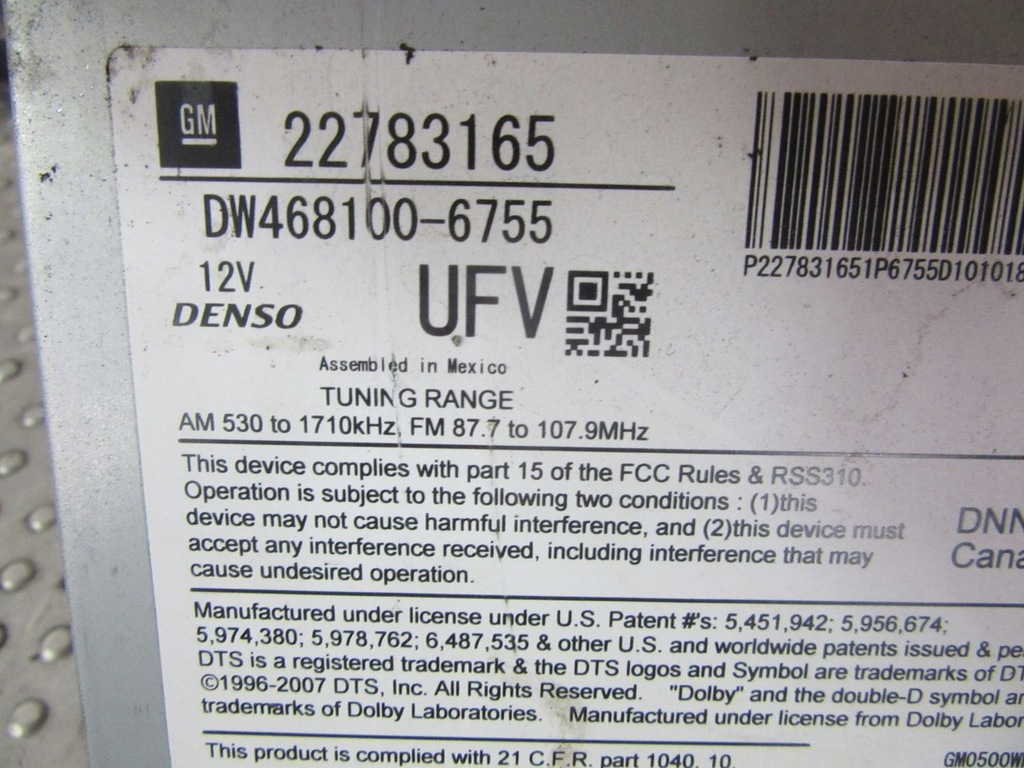 GM 22783165
DW468100-6755
12V
DENSO
UFV
P227831651P6755D101018
Assembled in Mexico
TUNING RANGE
AM 530 to 1710kHz, FM 87.7 to 107.9MHz
This device complies with part 15 of the FCC Rules & RSS310.
Operation is subject to the following two conditions : (1)this
device may not cause harmful interference, and (2)this device must
accept any interference received, including interference that may
cause undesired operation.
DNN
Cana
Manufactured under license under U.S. Patent #'s: 5,451,942; 5,956,674;
5,974,380; 5,978,762; 6,487,535 & other U.S. and worldwide patents issued & pe
DTS is a registered trademark & the DTS logos and Symbol are trademarks of DT
©1996-2007 DTS, Inc. All Rights Reserved. "Dolby" and the double-D symbol ar
trademarks of Dolby Laboratories. Manufactured under license from Dolby Labor
This product is complied with 21 C.F.R. part 1040. 10.
GM0500W